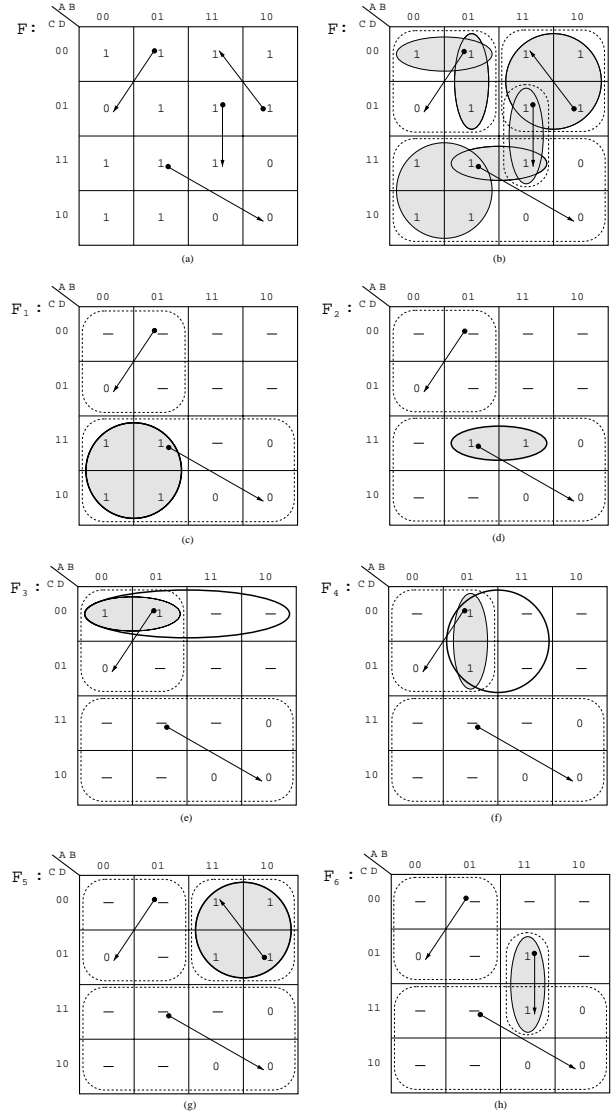 A B
F: C D 00 01 11 10
00 1 1 1 1
01 0 1 1 1
11 1 1 1 0
10 1 1 0 0
(a)
A B
F: C D 00 01 11 10
00 1 1 1 1
01 0 1 1 1
11 1 1 1 0
10 1 1 0 0
(b)
A B
F₁: C D 00 01 11 10
00 — — — —
01 0 — — —
11 1 1 — 0
10 1 1 0 0
(c)
A B
F₂: C D 00 01 11 10
00 — — — —
01 0 — — —
11 — 1 1 0
10 — — 0 0
(d)
A B
F₃: C D 00 01 11 10
00 1 1 — —
01 0 — — —
11 — — — 0
10 — — 0 0
(e)
A B
F₄: C D 00 01 11 10
00 — 1 — —
01 0 1 — —
11 — — — 0
10 — — 0 0
(f)
A B
F₅: C D 00 01 11 10
00 — — 1 1
01 0 — 1 1
11 — — — 0
10 — — 0 0
(g)
A B
F₆: C D 00 01 11 10
00 — — — —
01 0 — 1 —
11 — — 1 0
10 — — 0 0
(h)